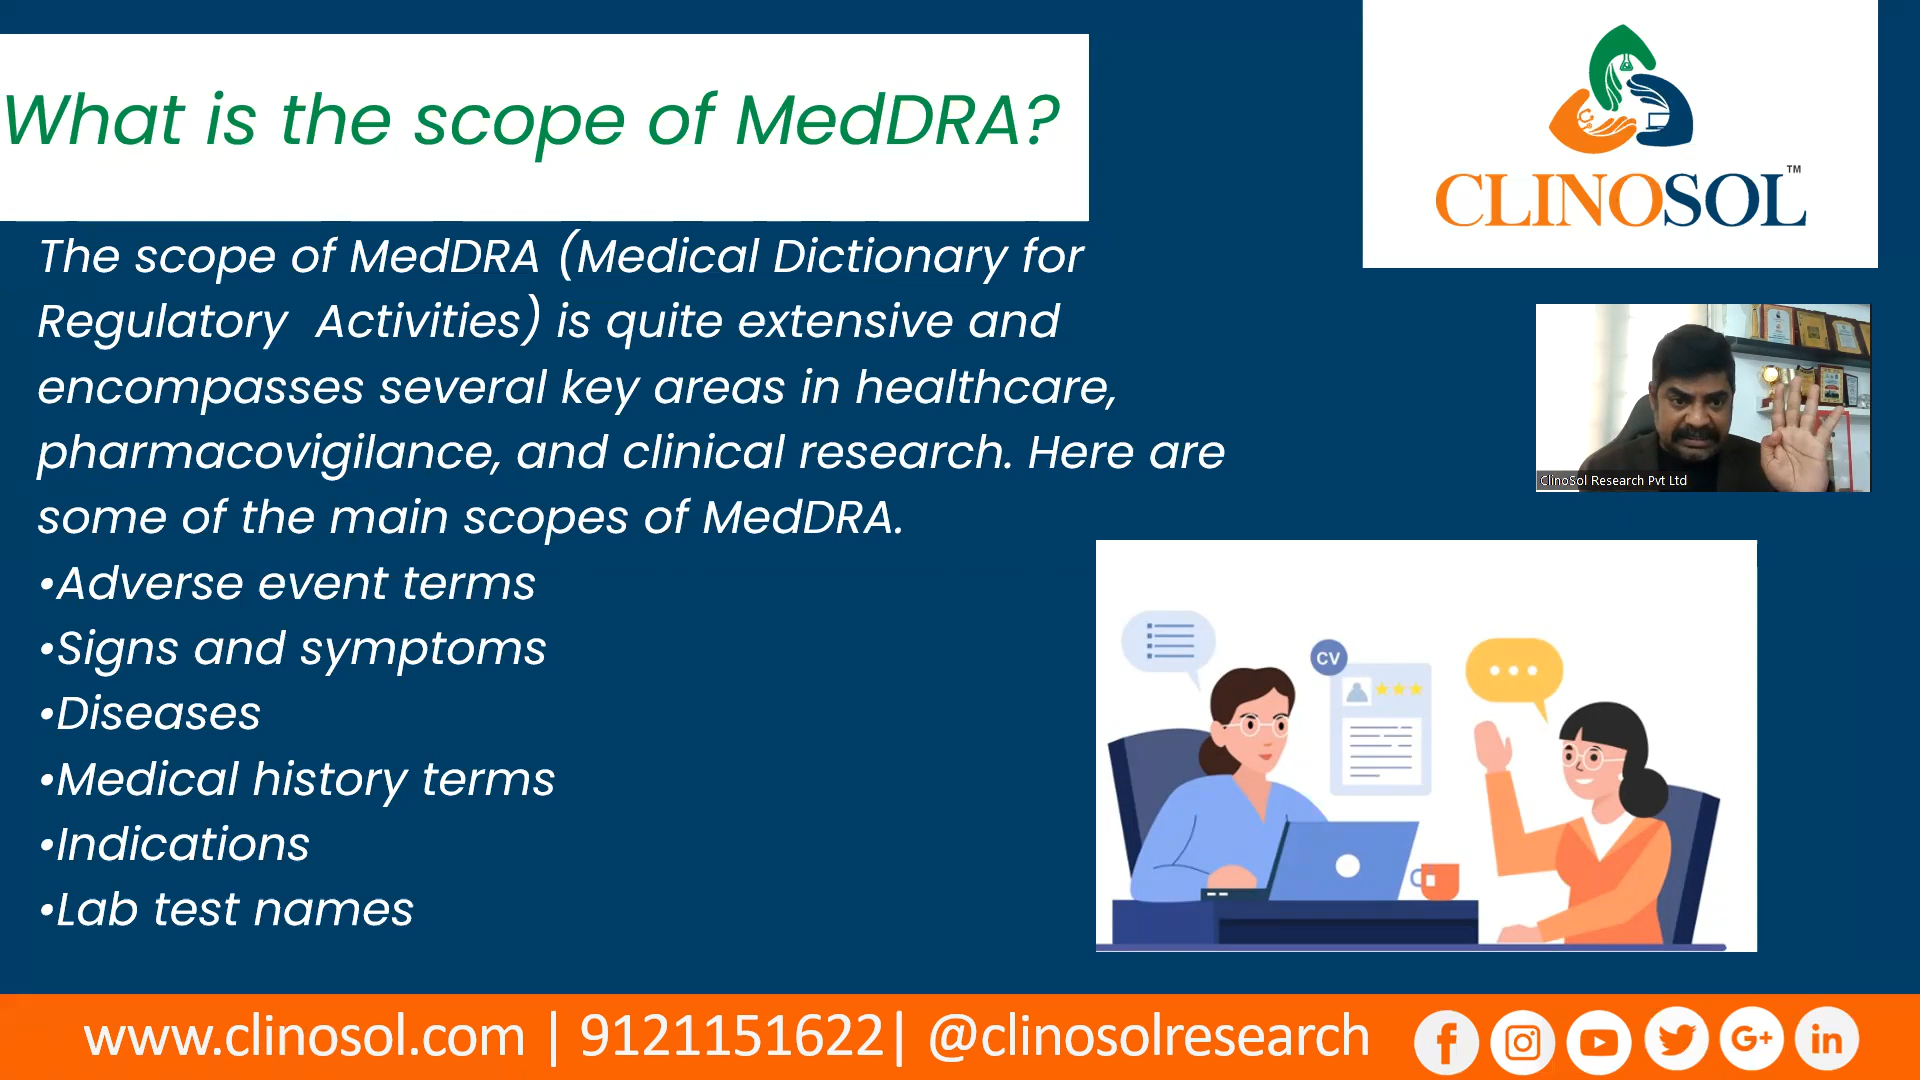 What is the scope of MedDRA?
CLINOSOL™
The scope of MedDRA (Medical Dictionary for
Regulatory Activities) is quite extensive and
encompasses several key areas in healthcare,
pharmacovigilance, and clinical research. Here are
some of the main scopes of MedDRA.
•Adverse event terms
•Signs and symptoms
•Diseases
•Medical history terms
•Indications
•Lab test names
ClinoSol Research Pvt Ltd
CV
www.clinosol.com | 9121151622| @clinosolresearch
f
G+
in